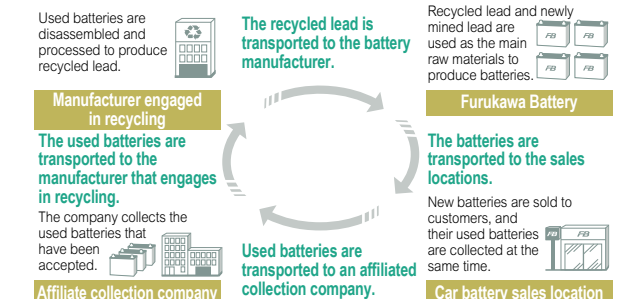 Used batteries are
disassembled and
processed to produce
recycled lead.
Manufacturer engaged
in recycling
The recycled lead is
transported to the battery
manufacturer.
Recycled lead and newly
mined lead are
used as the main
raw materials to
produce batteries.
FB
FB
FB
FB
Furukawa Battery
The batteries are
transported to the sales
locations.
New batteries are sold to
customers, and
their used batteries
are collected at the
same time.
FB
FB
Car battery sales location
Used batteries are
transported to an affiliated
collection company.
The used batteries are
transported to the
manufacturer that engages
in recycling.
The company collects the
used batteries that
have been
accepted.
Affiliate collection company